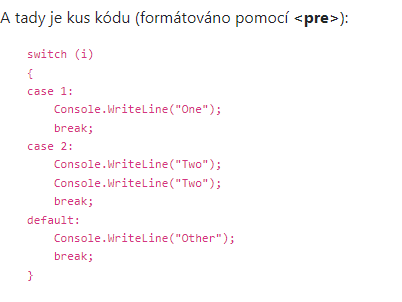 A tady je kus kódu (formátováno pomocí <pre>):
switch (i)
{
case 1:
    Console.WriteLine("One");
    break;
case 2:
    Console.WriteLine("Two");
    Console.WriteLine("Two");
    break;
default:
    Console.WriteLine("Other");
    break;
}